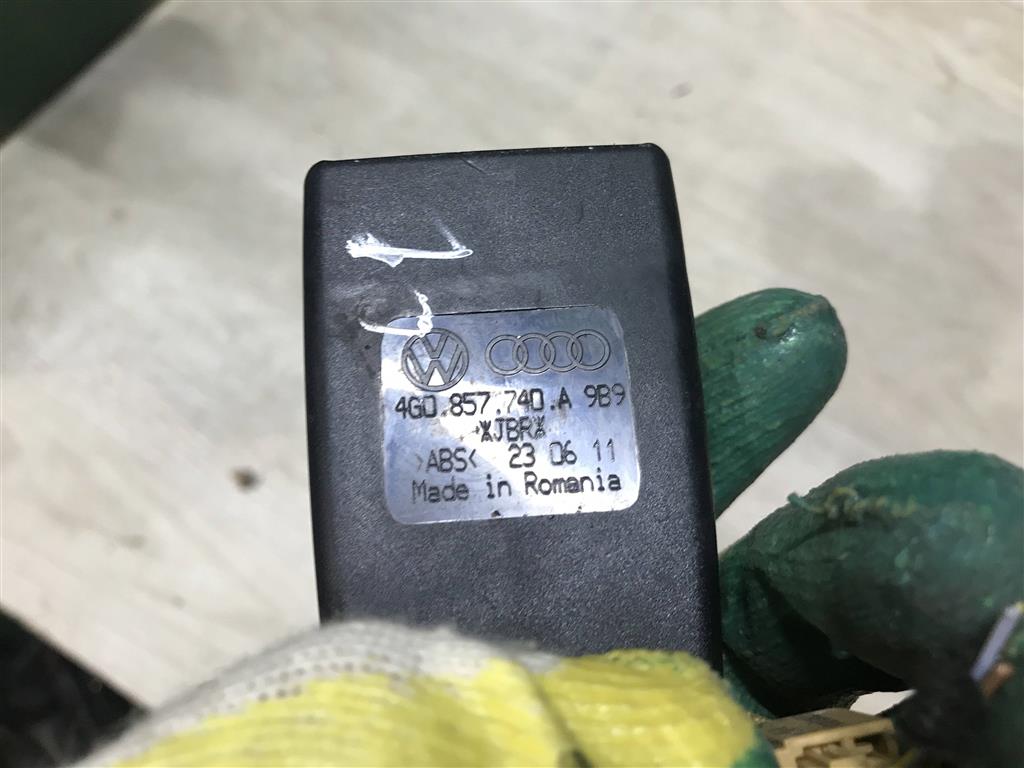 4G0.857.740.A 9B9
*JBR*
>ABS< 23 06 11
Made in Romania